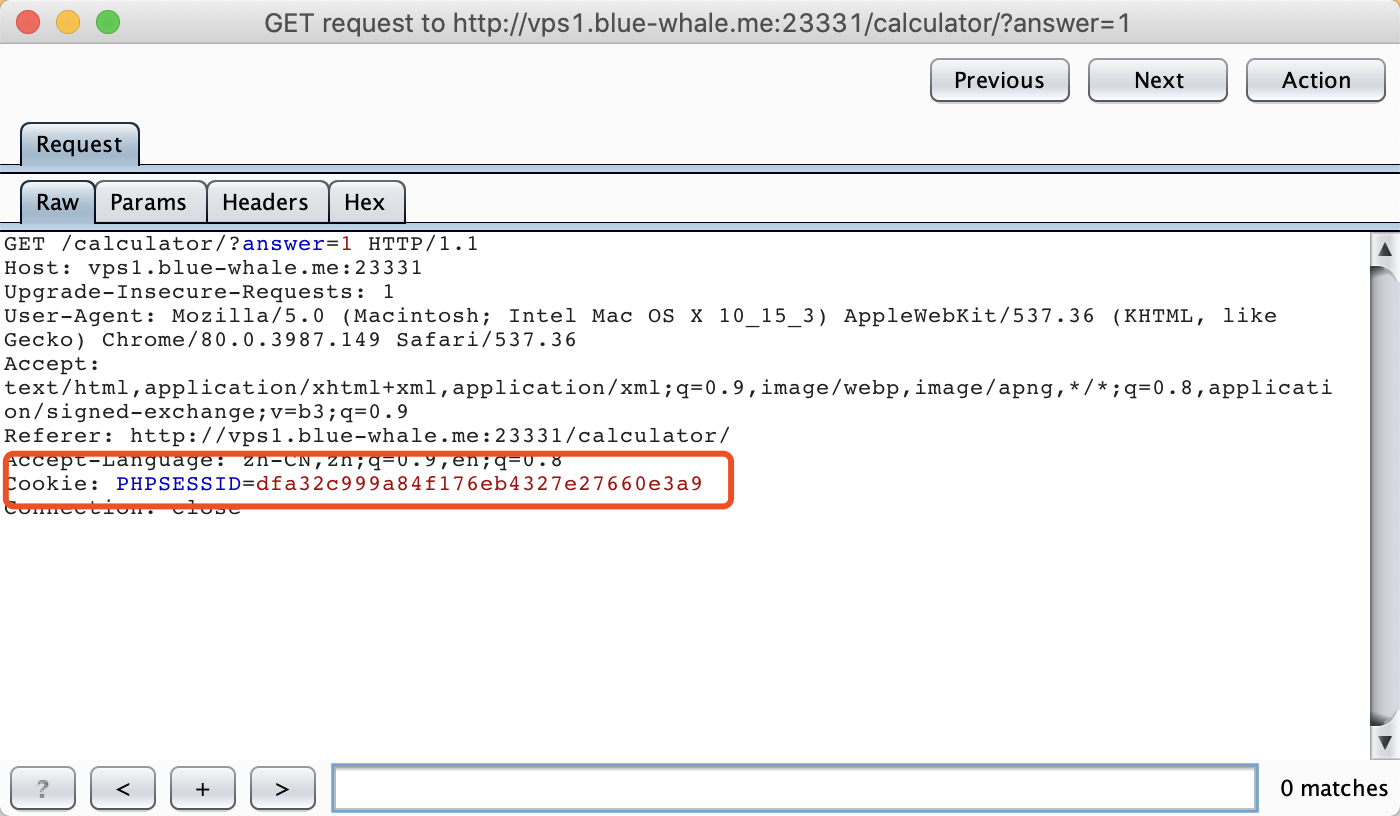 GET request to http://vps1.blue-whale.me:23331/calculator/?answer=1
Previous Next Action
Request
Raw Params Headers Hex
GET /calculator/?answer=1 HTTP/1.1
Host: vps1.blue-whale.me:23331
Upgrade-Insecure-Requests: 1
User-Agent: Mozilla/5.0 (Macintosh; Intel Mac OS X 10_15_3) AppleWebKit/537.36 (KHTML, like
Gecko) Chrome/80.0.3987.149 Safari/537.36
Accept:
text/html,application/xhtml+xml,application/xml;q=0.9,image/webp,image/apng,*/*;q=0.8,applicati
on/signed-exchange;v=b3;q=0.9
Referer: http://vps1.blue-whale.me:23331/calculator/
Accept-Language: zh-CN,zh;q=0.9,en;q=0.8
Cookie: PHPSESSID=dfa32c999a84f176eb4327e27660e3a9
Connection: close
? < + > 0 matches